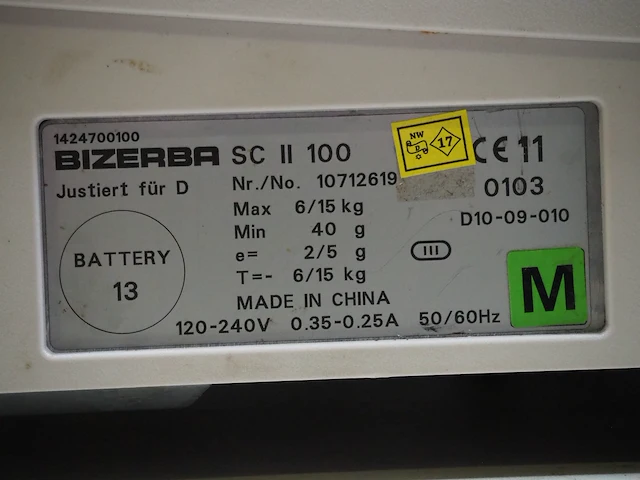 1424700100
BIZERBA SC II 100
NW
D
17
CE 11
Justiert für D
Nr./No. 10712619
0103
Max 6/15 kg
D10-09-010
Min 40 g
BATTERY
13
e= 2/5 g
III
T=- 6/15 kg
M
MADE IN CHINA
120-240V 0.35-0.25A 50/60Hz